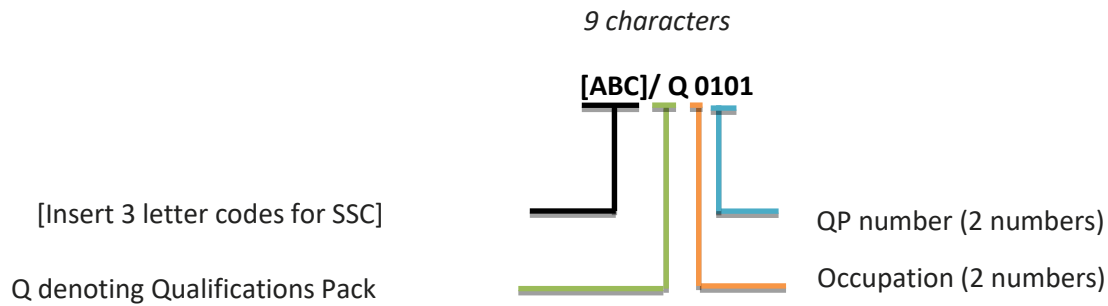 9 characters
[ABC]/ Q 0101
[Insert 3 letter codes for SSC]
QP number (2 numbers)
Q denoting Qualifications Pack
Occupation (2 numbers)